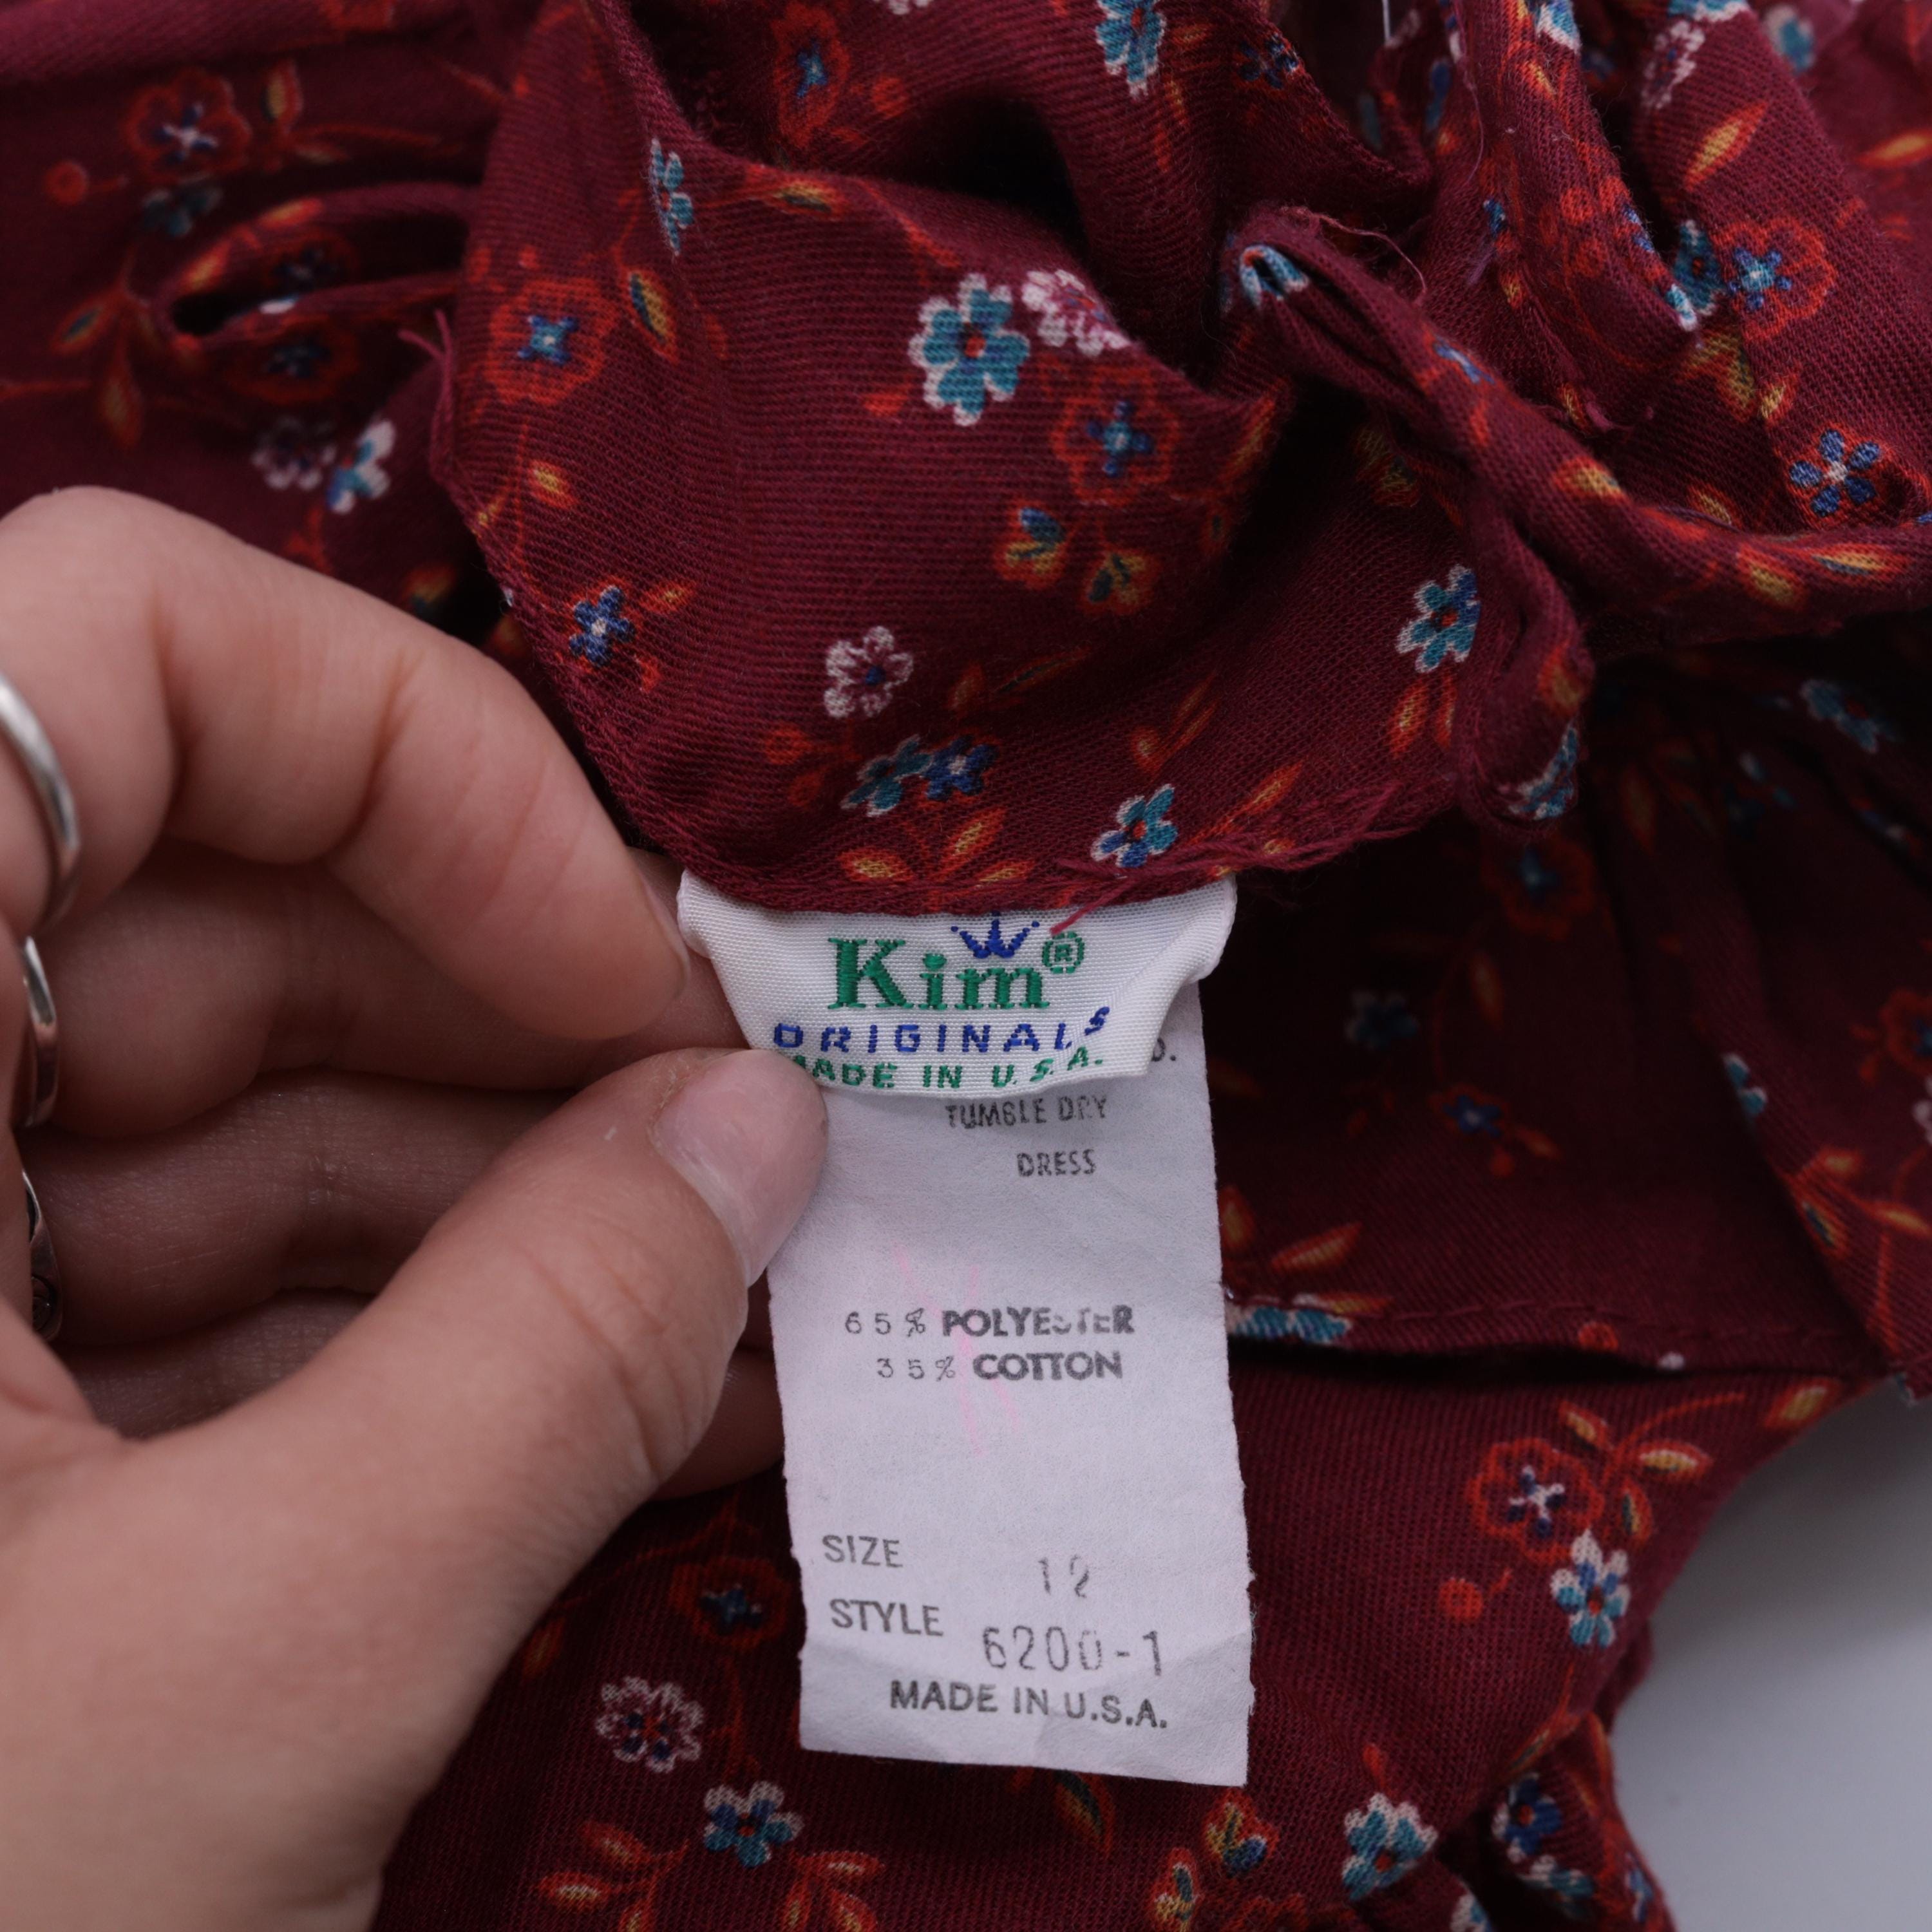 Kim®
ORIGINALS
MADE IN U.S.A.
TUMBLE DRY
DRESS
65% POLYESTER
35% COTTON
SIZE 12
STYLE 6200-1
MADE IN U.S.A.